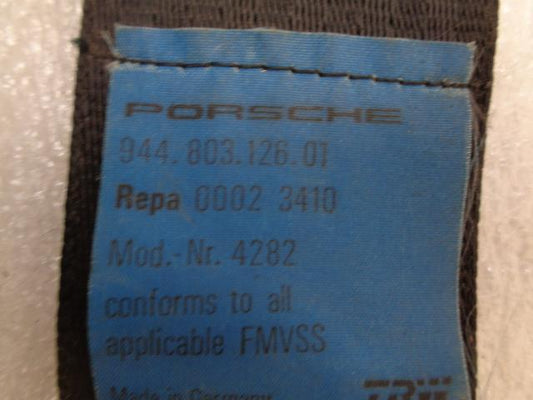 PORSCHE
944.803.126.01
Repa 0002 3410
Mod.-Nr. 4282
conforms to all
applicable FMVSS
Made in Germany TRW